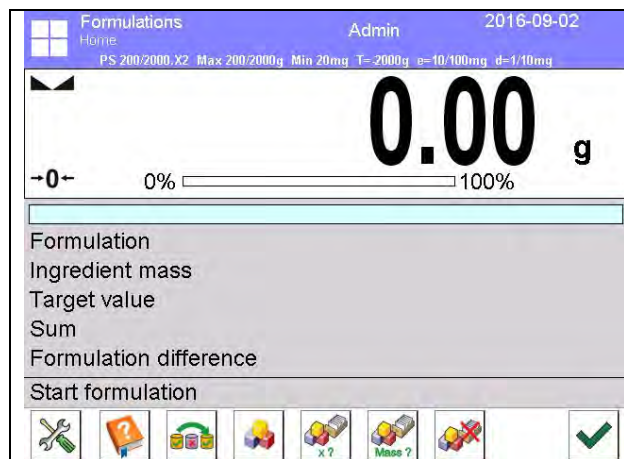 Formulations
Home
Admin
2016-09-02
PS 200/2000.X2 Max 200/2000g Min 20mg T=-2000g e=10/100mg d=1/10mg
0.00 g
→0←
0% 100%
Formulation
Ingredient mass
Target value
Sum
Formulation difference
Start formulation
x ?
Mass ?